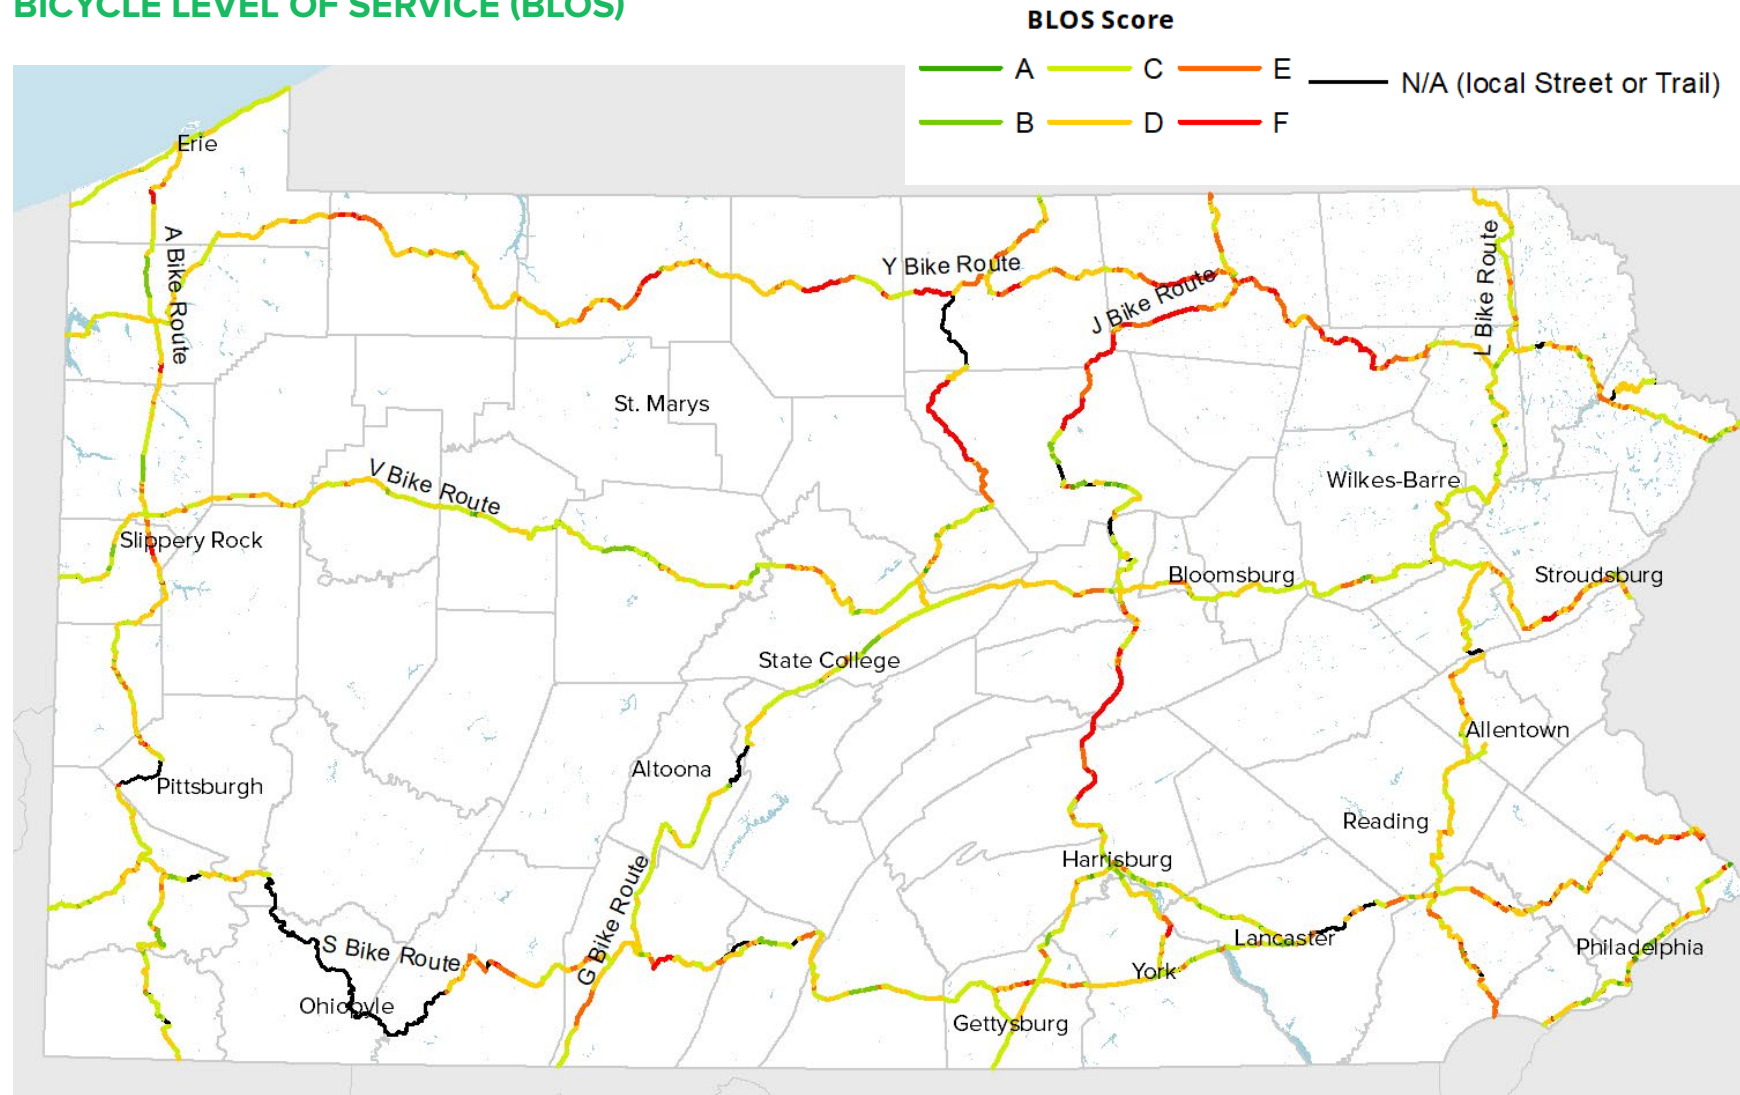 BICYCLE LEVEL OF SERVICE (BLOS)
BLOS Score
A
C
E
N/A (local Street or Trail)
B
D
F
Erie
A Bike Route
Y Bike Route
J Bike Route
L Bike Route
St. Marys
V Bike Route
Wilkes-Barre
Slippery Rock
Bloomsburg
Stroudsburg
State College
Allentown
Altoona
Pittsburgh
Reading
Harrisburg
G Bike Route
S Bike Route
Lancaster
Philadelphia
York
Ohiopyle
Gettysburg